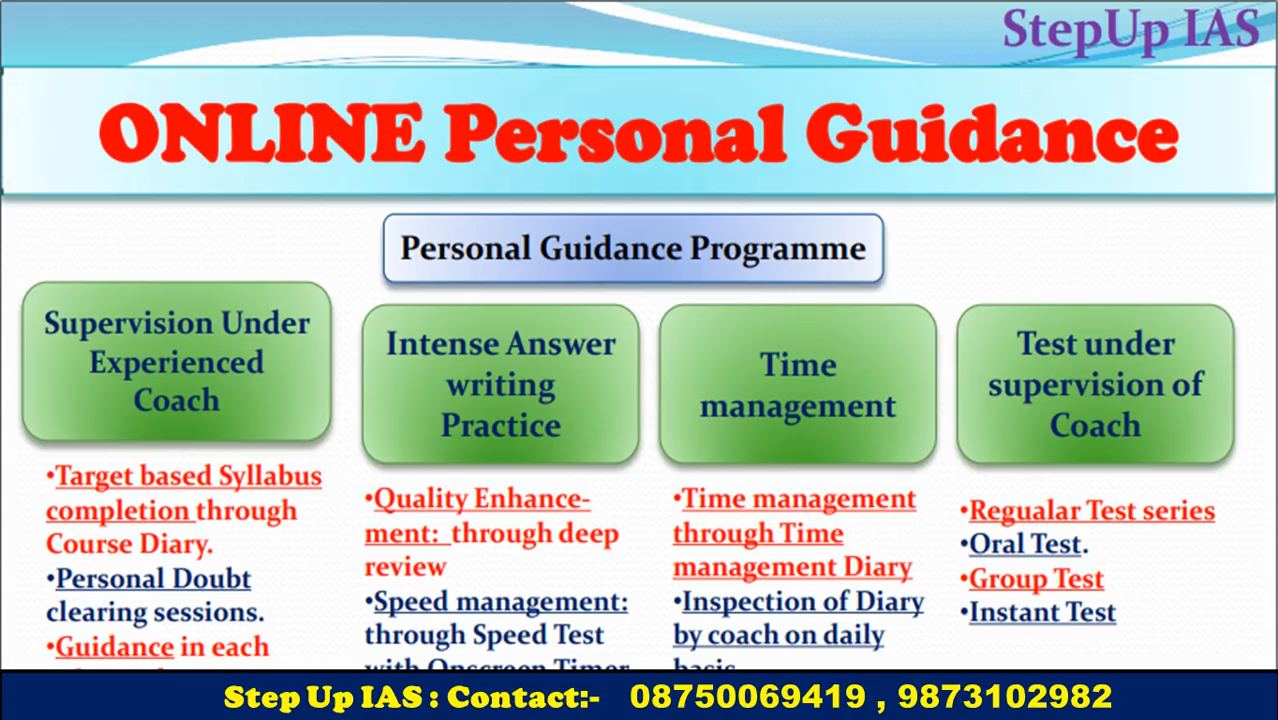 StepUp IAS
ONLINE Personal Guidance
Personal Guidance Programme
Supervision Under
Experienced
Coach
•Target based Syllabus
completion through
Course Diary.
•Personal Doubt
clearing sessions.
•Guidance in each
Intense Answer
writing
Practice
•Quality Enhance-
ment: through deep
review
•Speed management:
through Speed Test
with Onscreen Timer
Time
management
•Time management
through Time
management Diary
•Inspection of Diary
by coach on daily
basis
Test under
supervision of
Coach
•Regualar Test series
•Oral Test.
•Group Test
•Instant Test
Step Up IAS : Contact:- 08750069419 , 9873102982